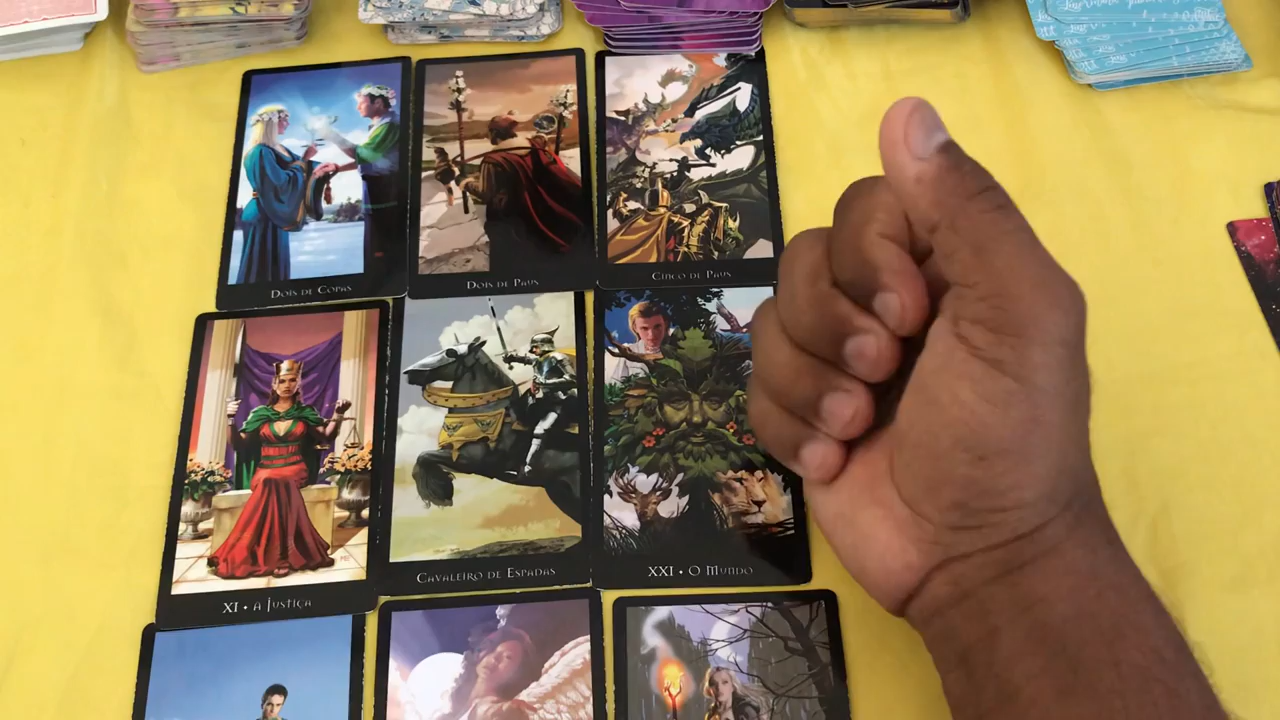 Dois de Copas
Dois de Paus
Cinco de Paus
XI • A Justiça
Cavaleiro de Espadas
XXI • O Mundo